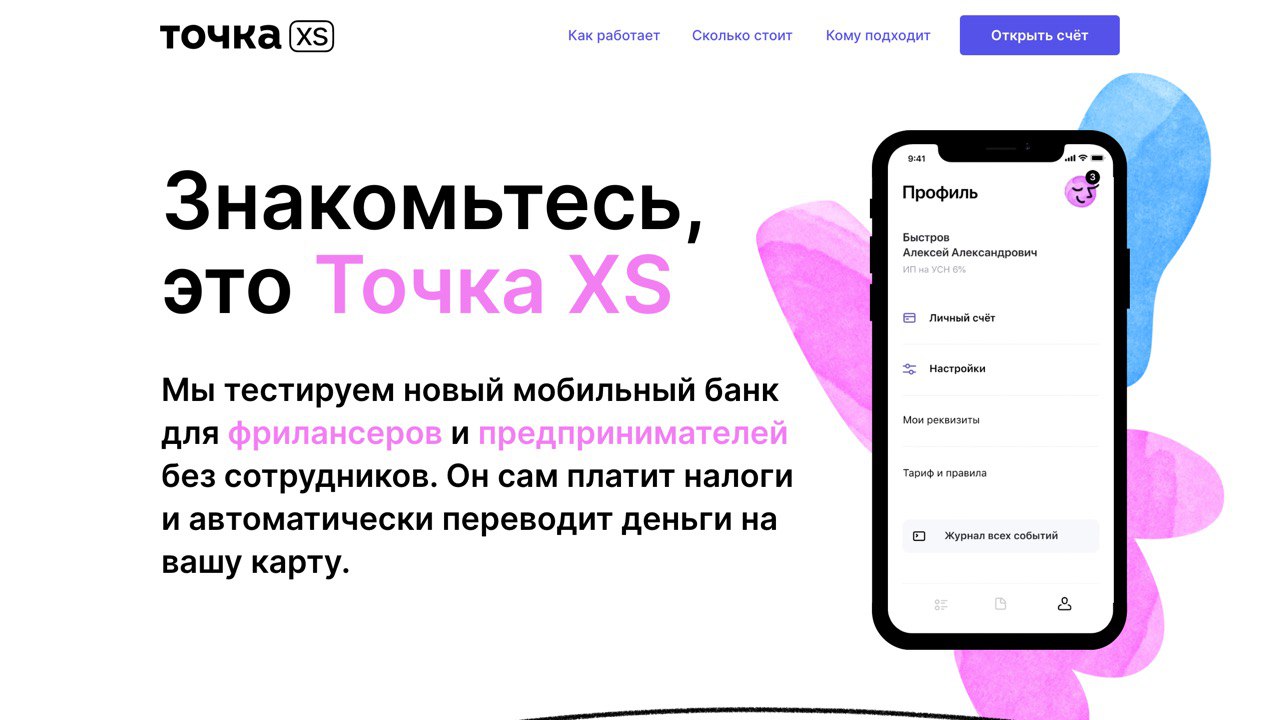 точка XS
Как работает
Сколько стоит
Кому подходит
Открыть счёт
Знакомьтесь,
это Точка XS
Мы тестируем новый мобильный банк
для фрилансеров и предпринимателей
без сотрудников. Он сам платит налоги
и автоматически переводит деньги на
вашу карту.
9:41
Профиль
3
Быстров
Алексей Александрович
ИП на УСН 6%
Личный счёт
Настройки
Мои реквизиты
Тариф и правила
Журнал всех событий